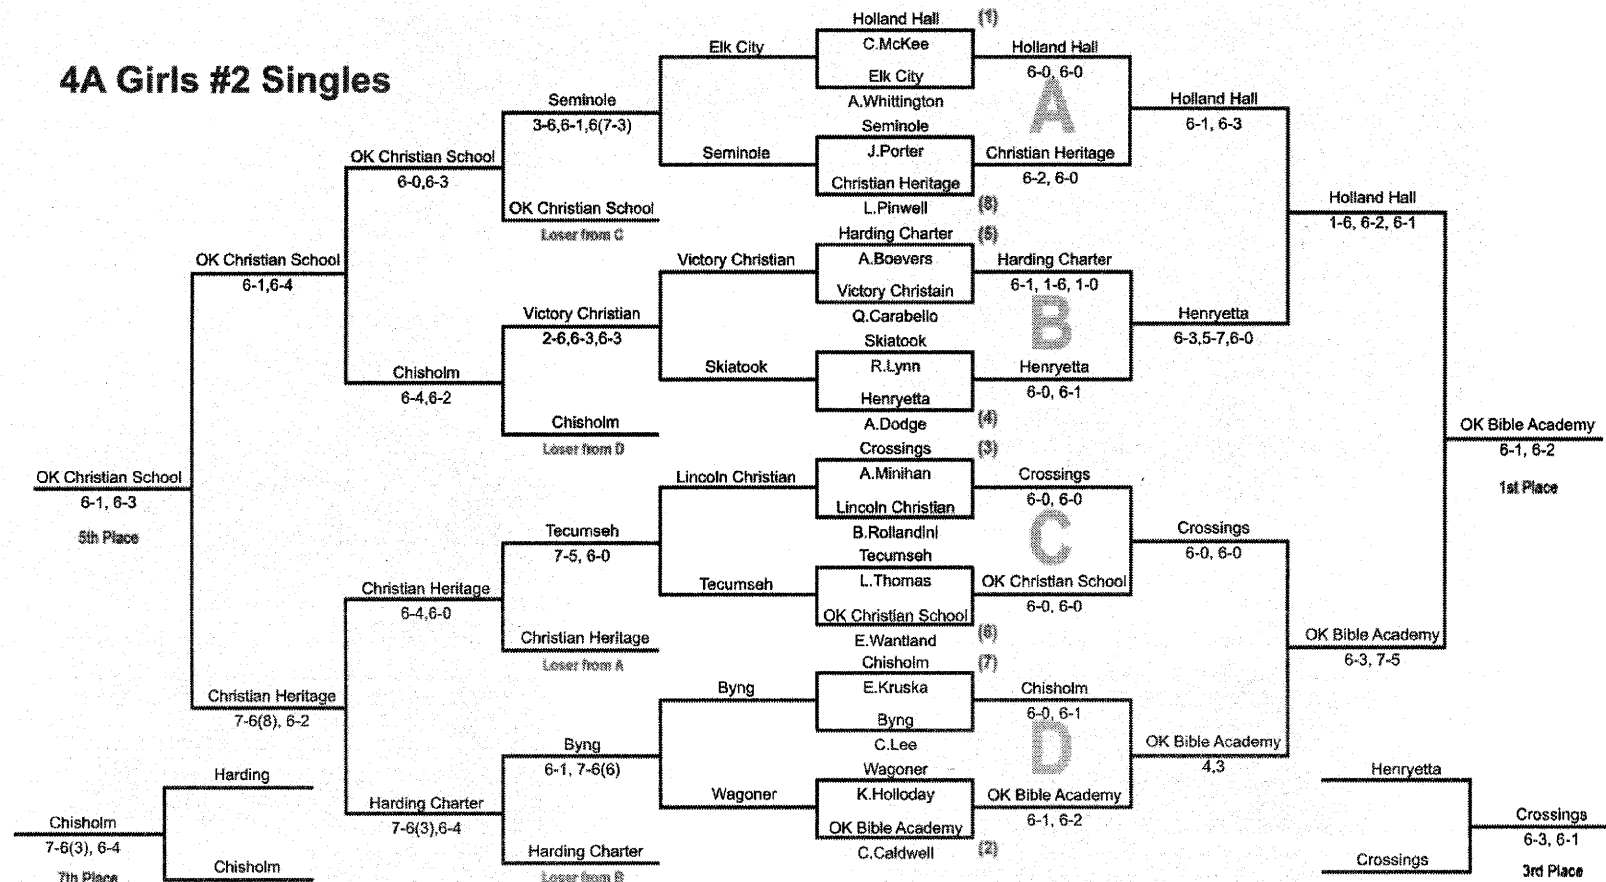 4A Girls #2 Singles
Holland Hall (1)
C.McKee
Elk City
A.Whittington
Seminole
J.Porter
Christian Heritage
L.Pinwell (8)
Harding Charter (5)
A.Boevers
Victory Christain
Q.Carabello
Skiatook
R.Lynn
Henryetta
A.Dodge (4)
Crossings (3)
A.Minihan
Lincoln Christian
B.Rollandini
Tecumseh
L.Thomas
OK Christian School
E.Wantland (6)
Chisholm (7)
E.Kruska
Byng
C.Lee
Wagoner
K.Holloday
OK Bible Academy
C.Caldwell (2)
Holland Hall
6-0, 6-0
A
Christian Heritage
6-2, 6-0
Harding Charter
6-1, 1-6, 1-0
B
Henryetta
6-0, 6-1
Crossings
6-0, 6-0
C
OK Christian School
6-0, 6-0
Chisholm
6-0, 6-1
D
OK Bible Academy
6-1, 6-2
Holland Hall
6-1, 6-3
Henryetta
6-3,5-7,6-0
Crossings
6-0, 6-0
OK Bible Academy
4,3
Holland Hall
1-6, 6-2, 6-1
OK Bible Academy
6-3, 7-5
OK Bible Academy
6-1, 6-2
1st Place
Henryetta
Crossings
Crossings
6-3, 6-1
3rd Place
Elk City
Seminole
Victory Christian
Skiatook
Lincoln Christian
Tecumseh
Byng
Wagoner
Seminole
3-6,6-1,6(7-3)
OK Christian School
Loser from C
Victory Christian
2-6,6-3,6-3
Chisholm
Loser from D
Tecumseh
7-5, 6-0
Christian Heritage
Loser from A
Byng
6-1, 7-6(6)
Harding Charter
Loser from B
OK Christian School
6-0,6-3
Chisholm
6-4,6-2
Christian Heritage
6-4,6-0
Harding Charter
7-6(3),6-4
OK Christian School
6-1,6-4
Christian Heritage
7-6(8), 6-2
OK Christian School
6-1, 6-3
5th Place
Harding
Chisholm
Chisholm
7-6(3), 6-4
7th Place